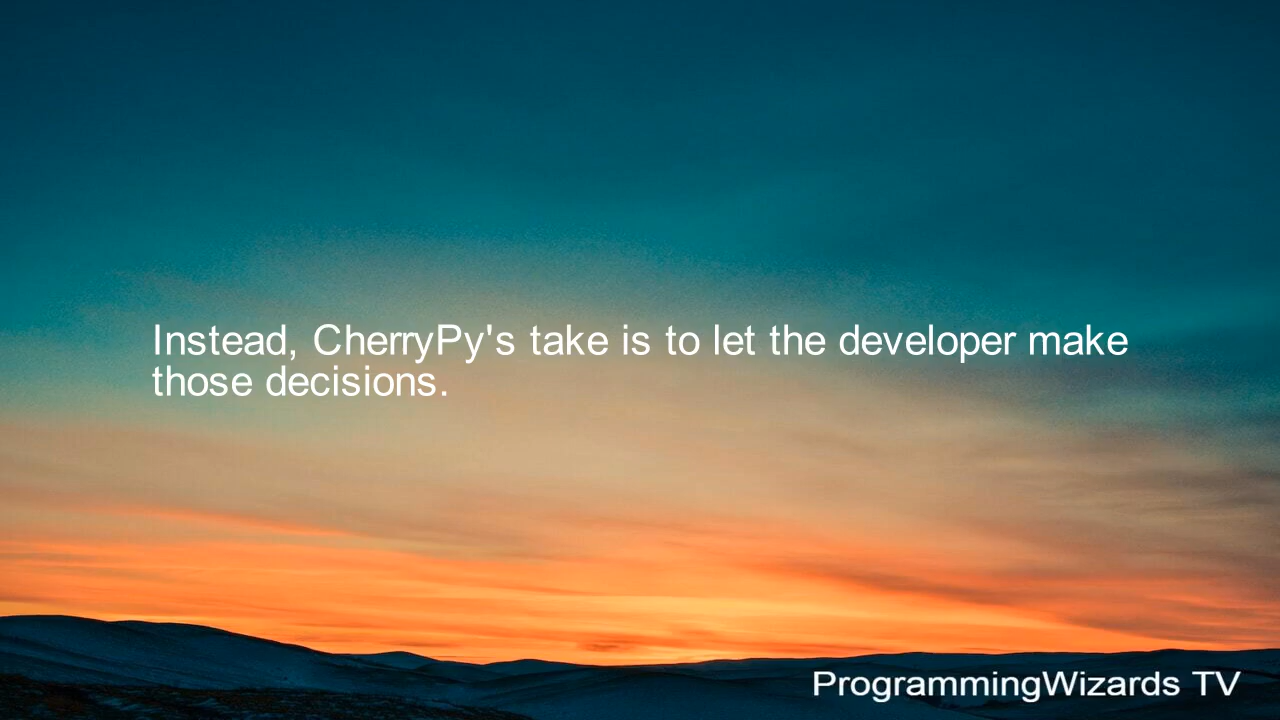 Instead, CherryPy's take is to let the developer make
those decisions.
ProgrammingWizards TV